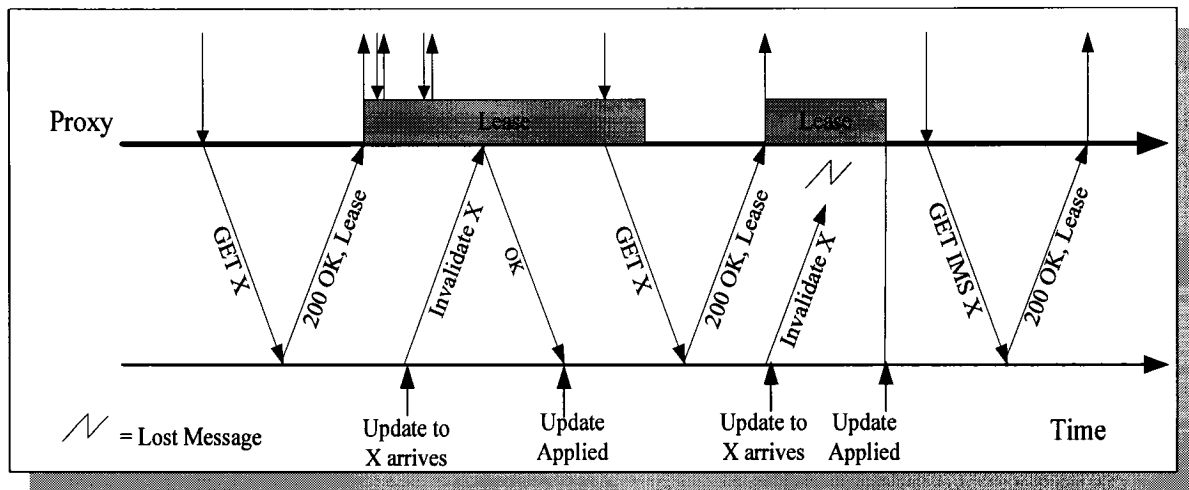 Proxy
Lease
Lease
GET X
200 OK, Lease
Invalidate X
OK
GET X
200 OK, Lease
Invalidate X
GET IMS X
200 OK, Lease
= Lost Message
Update to
X arrives
Update
Applied
Update to
X arrives
Update
Applied
Time